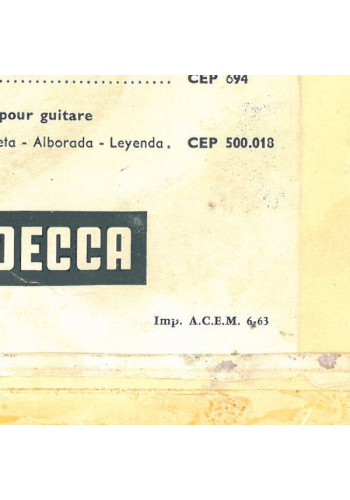 ........................ CEP 694
pour guitare
eta - Alborada - Leyenda. CEP 500.018
DECCA
Imp. A.C.E.M. 6-63